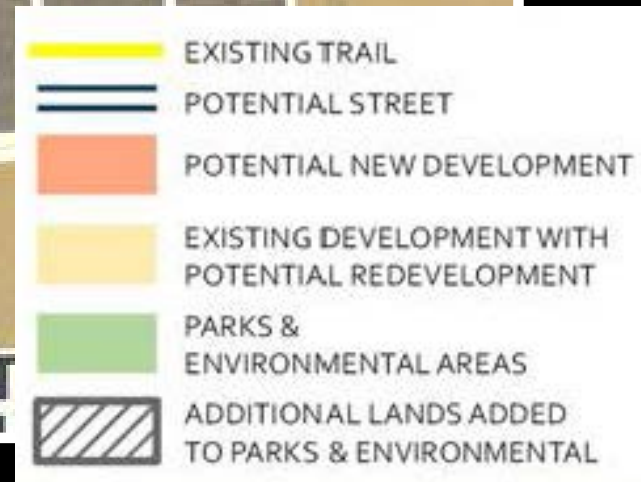 EXISTING TRAIL
POTENTIAL STREET
POTENTIAL NEW DEVELOPMENT
EXISTING DEVELOPMENT WITH
POTENTIAL REDEVELOPMENT
PARKS &
ENVIRONMENTAL AREAS
ADDITIONAL LANDS ADDED
TO PARKS & ENVIRONMENTAL